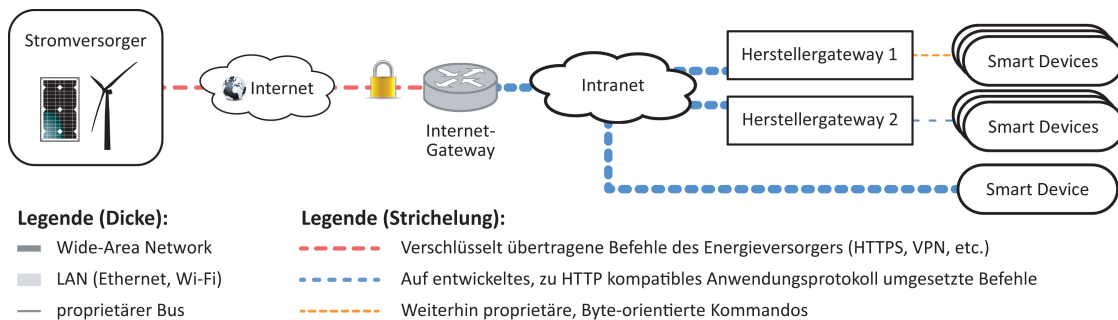 Stromversorger
Internet
Internet-
Gateway
Intranet
Herstellergateway 1
Smart Devices
Herstellergateway 2
Smart Devices
Smart Device
Legende (Dicke):
Wide-Area Network
LAN (Ethernet, Wi-Fi)
proprietärer Bus
Legende (Strichelung):
Verschlüsselt übertragene Befehle des Energieversorgers (HTTPS, VPN, etc.)
Auf entwickeltes, zu HTTP kompatibles Anwendungsprotokoll umgesetzte Befehle
Weiterhin proprietäre, Byte-orientierte Kommandos